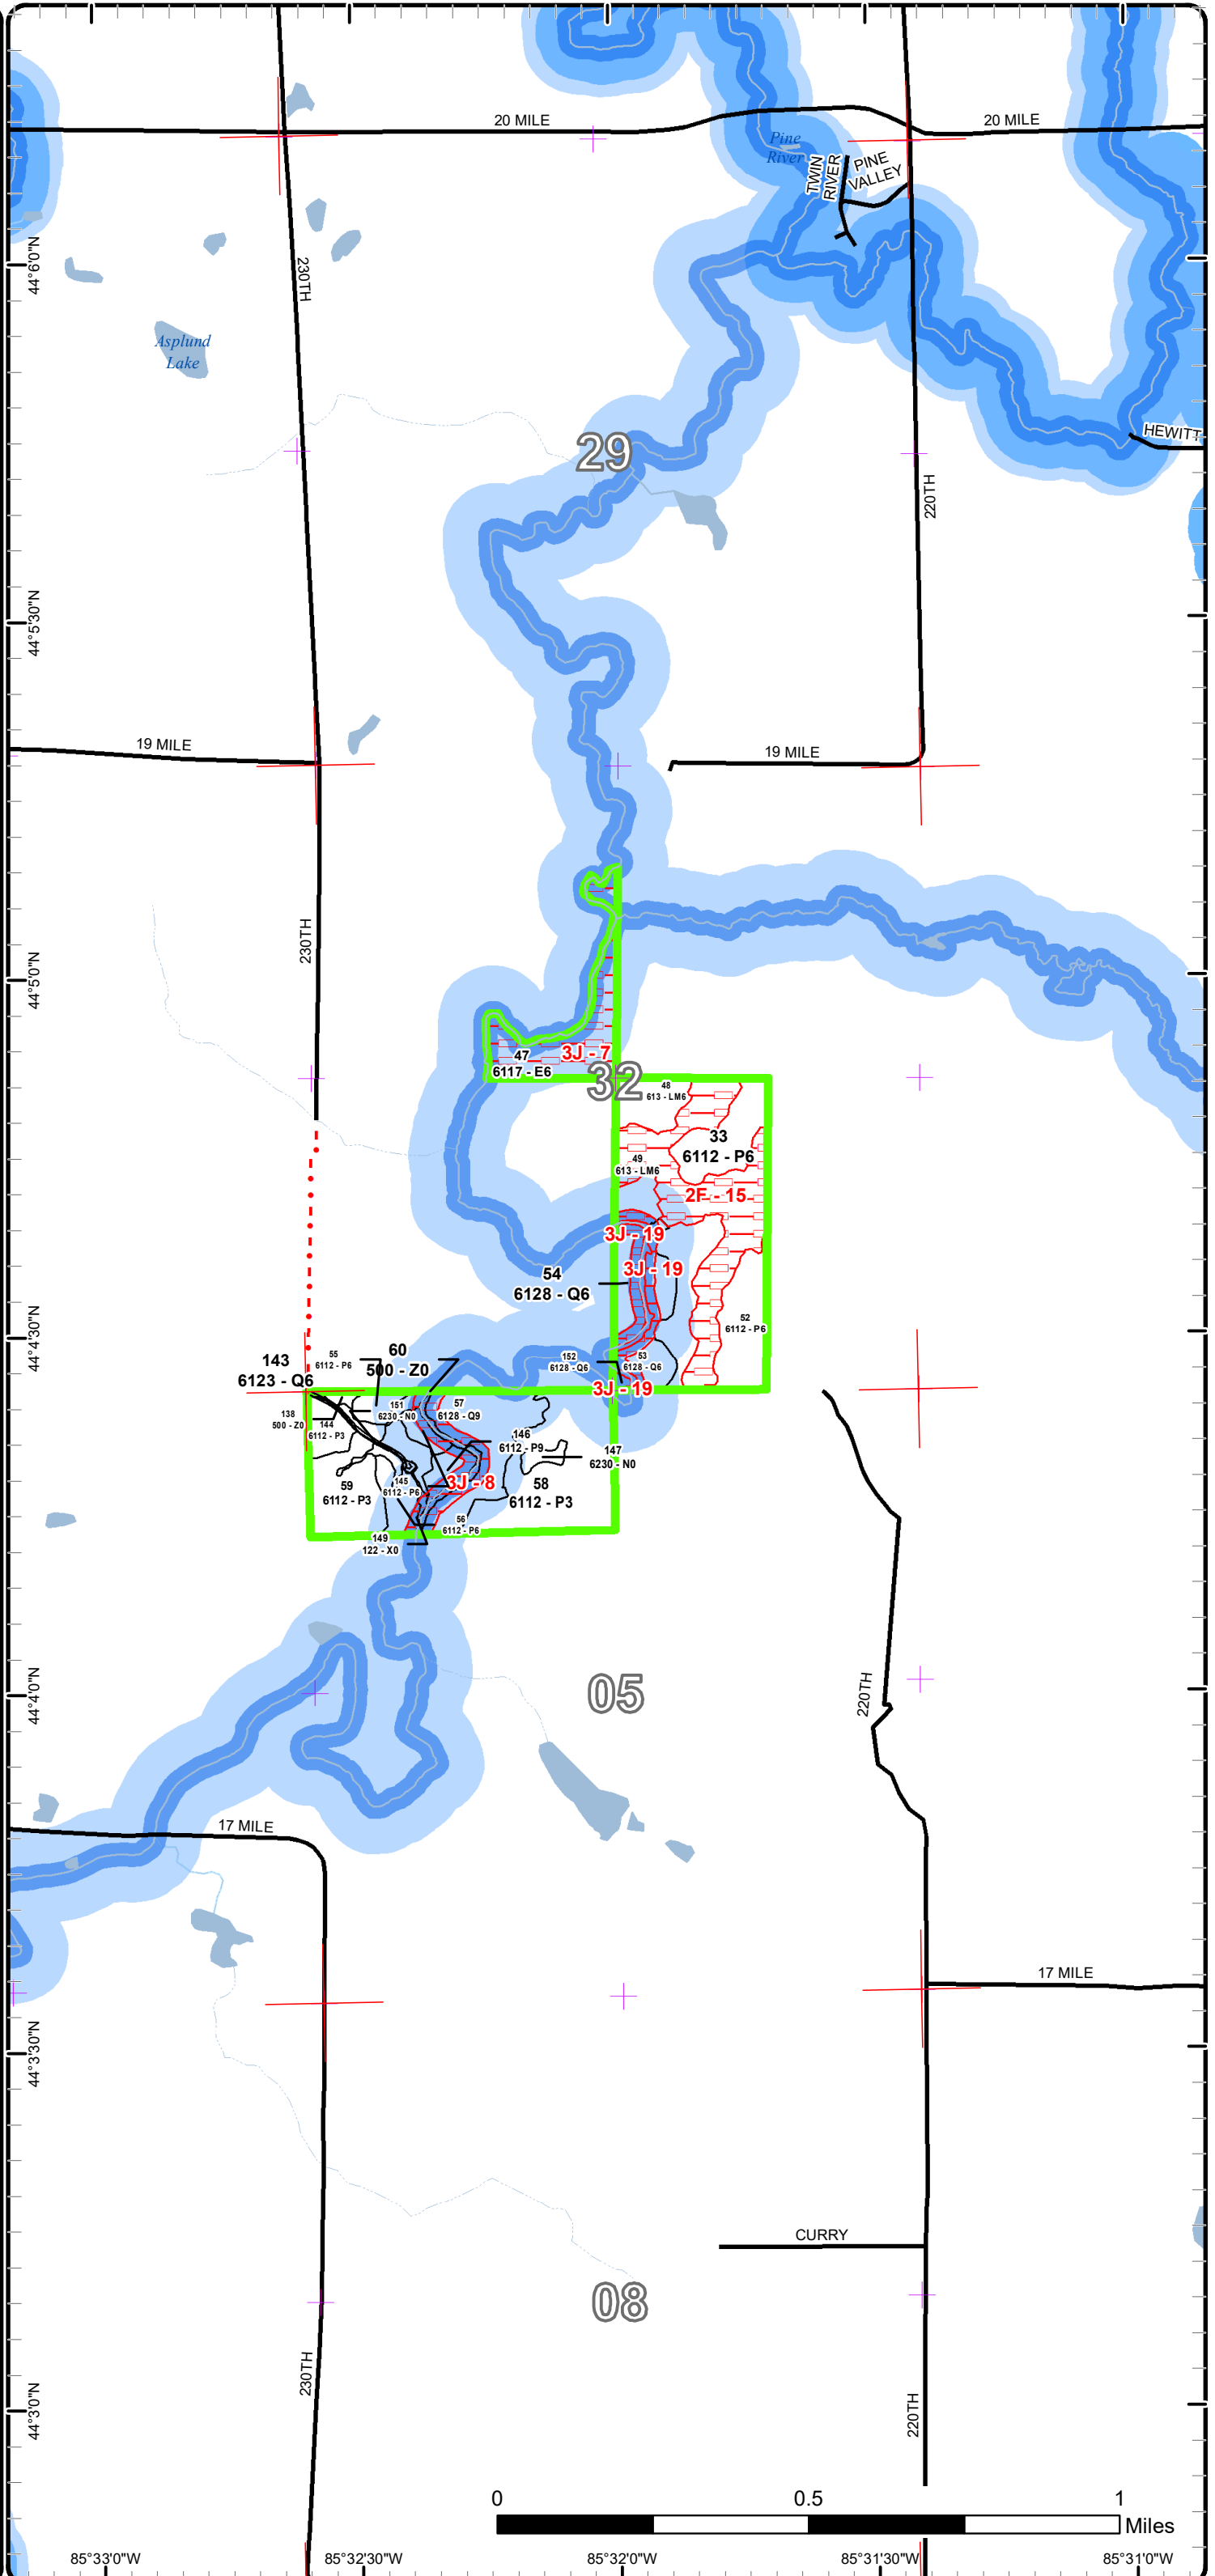 20 MILE
20 MILE
Pine
River
TWIN
RIVER
PINE
VALLEY
44°6'0"N
230TH
Asplund
Lake
29
HEWITT
220TH
44°5'30"N
19 MILE
19 MILE
230TH
44°5'0"N
47
6117 - E6
3J - 7
32
48
613 - LM6
33
6112 - P6
49
613 - LM6
2F - 15
3J - 19
3J - 19
54
6128 - Q6
52
6112 - P6
44°4'30"N
143
6123 - Q6
55
6112 - P6
60
500 - Z0
152
6128 - Q6
53
6128 - Q6
3J - 19
138
500 - Z0
144
6112 - P3
151
6230 - N0
57
6128 - Q9
146
6112 - P9
147
6230 - N0
59
6112 - P3
145
6112 - P6
3J - 8
58
6112 - P3
56
6112 - P6
149
122 - X0
44°4'0"N
05
220TH
17 MILE
17 MILE
44°3'30"N
CURRY
08
230TH
220TH
44°3'0"N
0
0.5
1
Miles
85°33'0"W
85°32'30"W
85°32'0"W
85°31'30"W
85°31'0"W